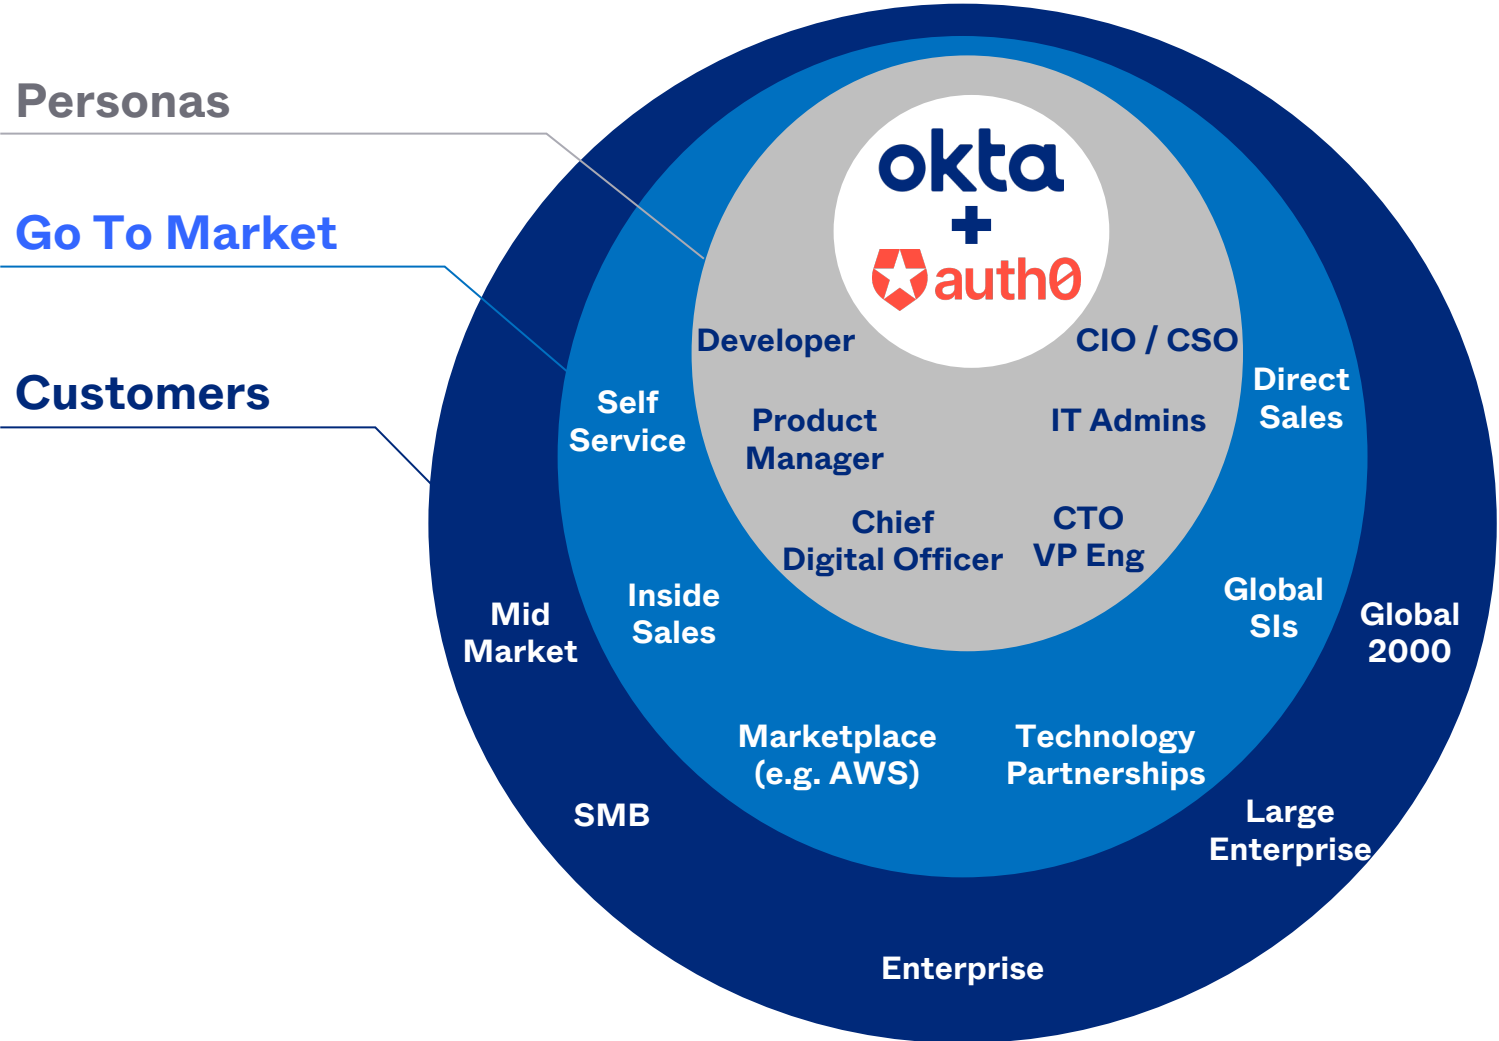 Personas
Go To Market
Customers
okta
+
auth0
Developer
CIO / CSO
Product
Manager
IT Admins
Chief
Digital Officer
CTO
VP Eng
Self
Service
Direct
Sales
Inside
Sales
Global
SIs
Marketplace
(e.g. AWS)
Technology
Partnerships
Mid
Market
Global
2000
SMB
Large
Enterprise
Enterprise